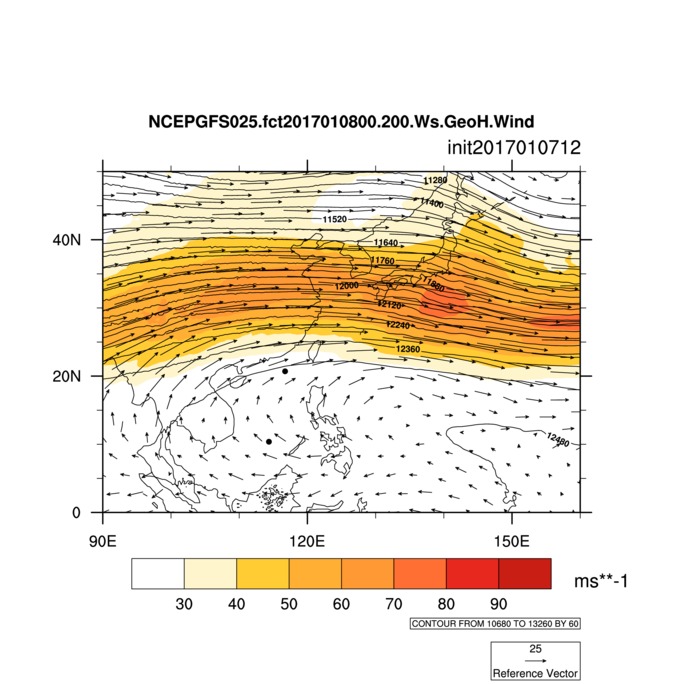 NCEPGFS025.fct2017010800.200.Ws.GeoH.Wind
init2017010712
11280
11400
11520
11640
11760
11880
12000
12120
12240
12360
12480
40N
20N
0
90E 120E 150E
30 40 50 60 70 80 90
ms**-1
CONTOUR FROM 10680 TO 13260 BY 60
25
Reference Vector